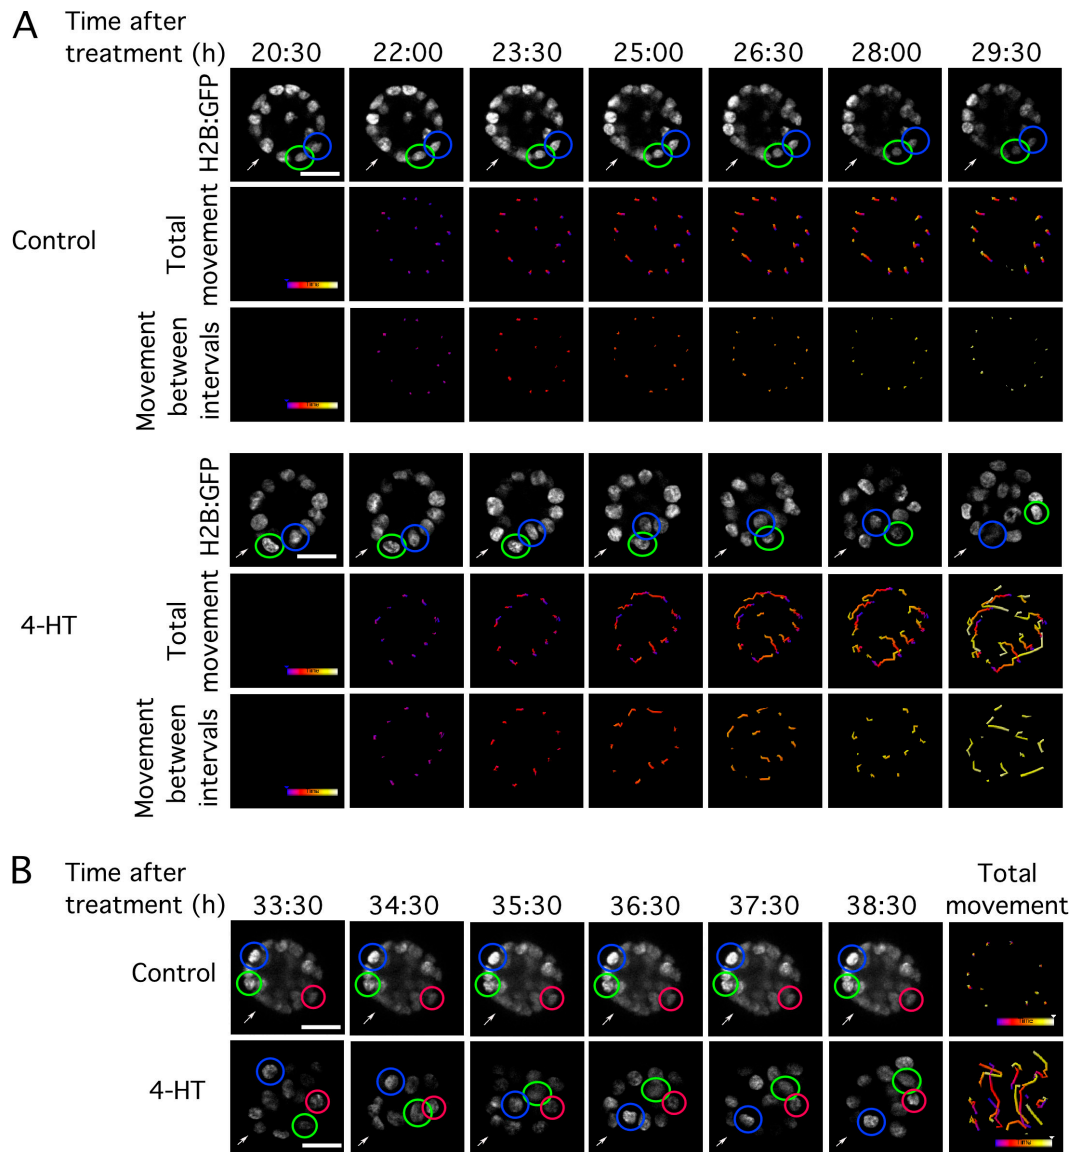 A
Time after
treatment (h)
20:30 22:00 23:30 25:00 26:30 28:00 29:30
Control
H2B:GFP
Total
movement
Movement
between
intervals
4-HT
H2B:GFP
Total
movement
Movement
between
intervals
B
Time after
treatment (h)
33:30 34:30 35:30 36:30 37:30 38:30
Total
movement
Control
4-HT